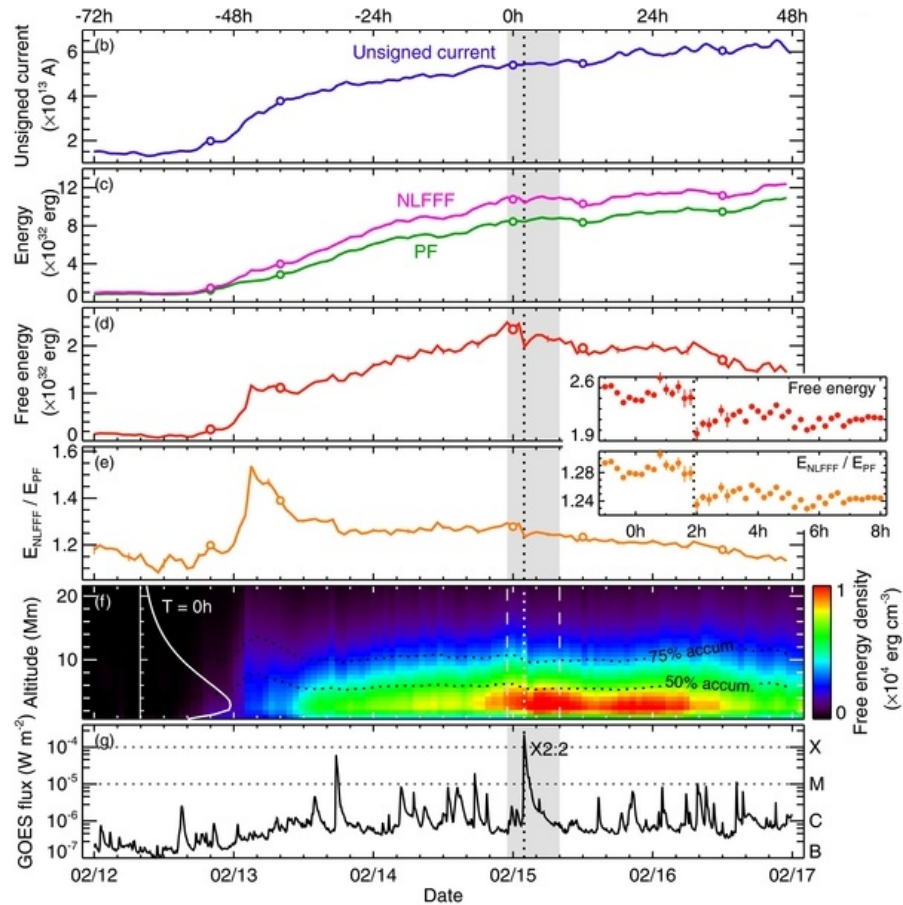 -72h -48h -24h 0h 24h 48h
(b)
Unsigned current
Unsigned current
(×10¹³ A)
6
4
2
(c)
NLFFF
PF
Energy
(×10³² erg)
12
8
4
0
(d)
Free energy
(×10³² erg)
2
1
0
2.6
Free energy
1.9
(e)
E_NLFFF / E_PF
1.6
1.4
1.2
E_NLFFF / E_PF
1.28
1.24
0h 2h 4h 6h 8h
(f)
T = 0h
Altitude (Mm)
20
10
75% accum.
50% accum.
1
0
Free energy density
(×10⁴ erg cm⁻³)
(g)
X2.2
GOES flux (W m⁻²)
10⁻⁴ X
10⁻⁵ M
10⁻⁶ C
10⁻⁷ B
02/12 02/13 02/14 02/15 02/16 02/17
Date